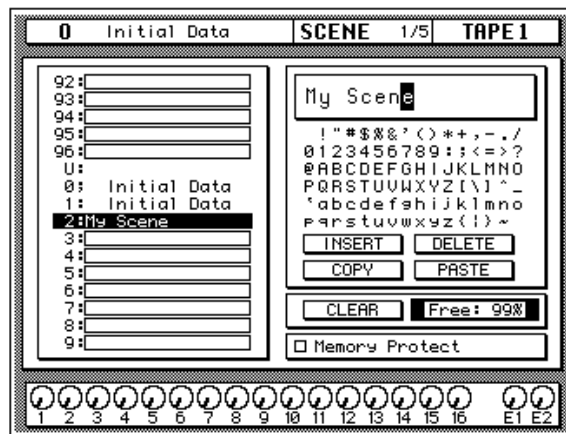 0 Initial Data SCENE 1/5 TAPE 1
92:
93:
94:
95:
96:
U:
0; Initial Data
1: Initial Data
2:My Scene
3:
4:
5:
6:
7:
8:
9:
My Scene
!"#$%&'()*+,-./
0123456789:;<=>?
@ABCDEFGHIJKLMNO
PQRSTUVWXYZ[\]^_
`abcdefghijklmno
pqrstuvwxyz{|}~
INSERT DELETE
COPY PASTE
CLEAR Free: 99%
Memory Protect
1 2 3 4 5 6 7 8 9 10 11 12 13 14 15 16 E1 E2